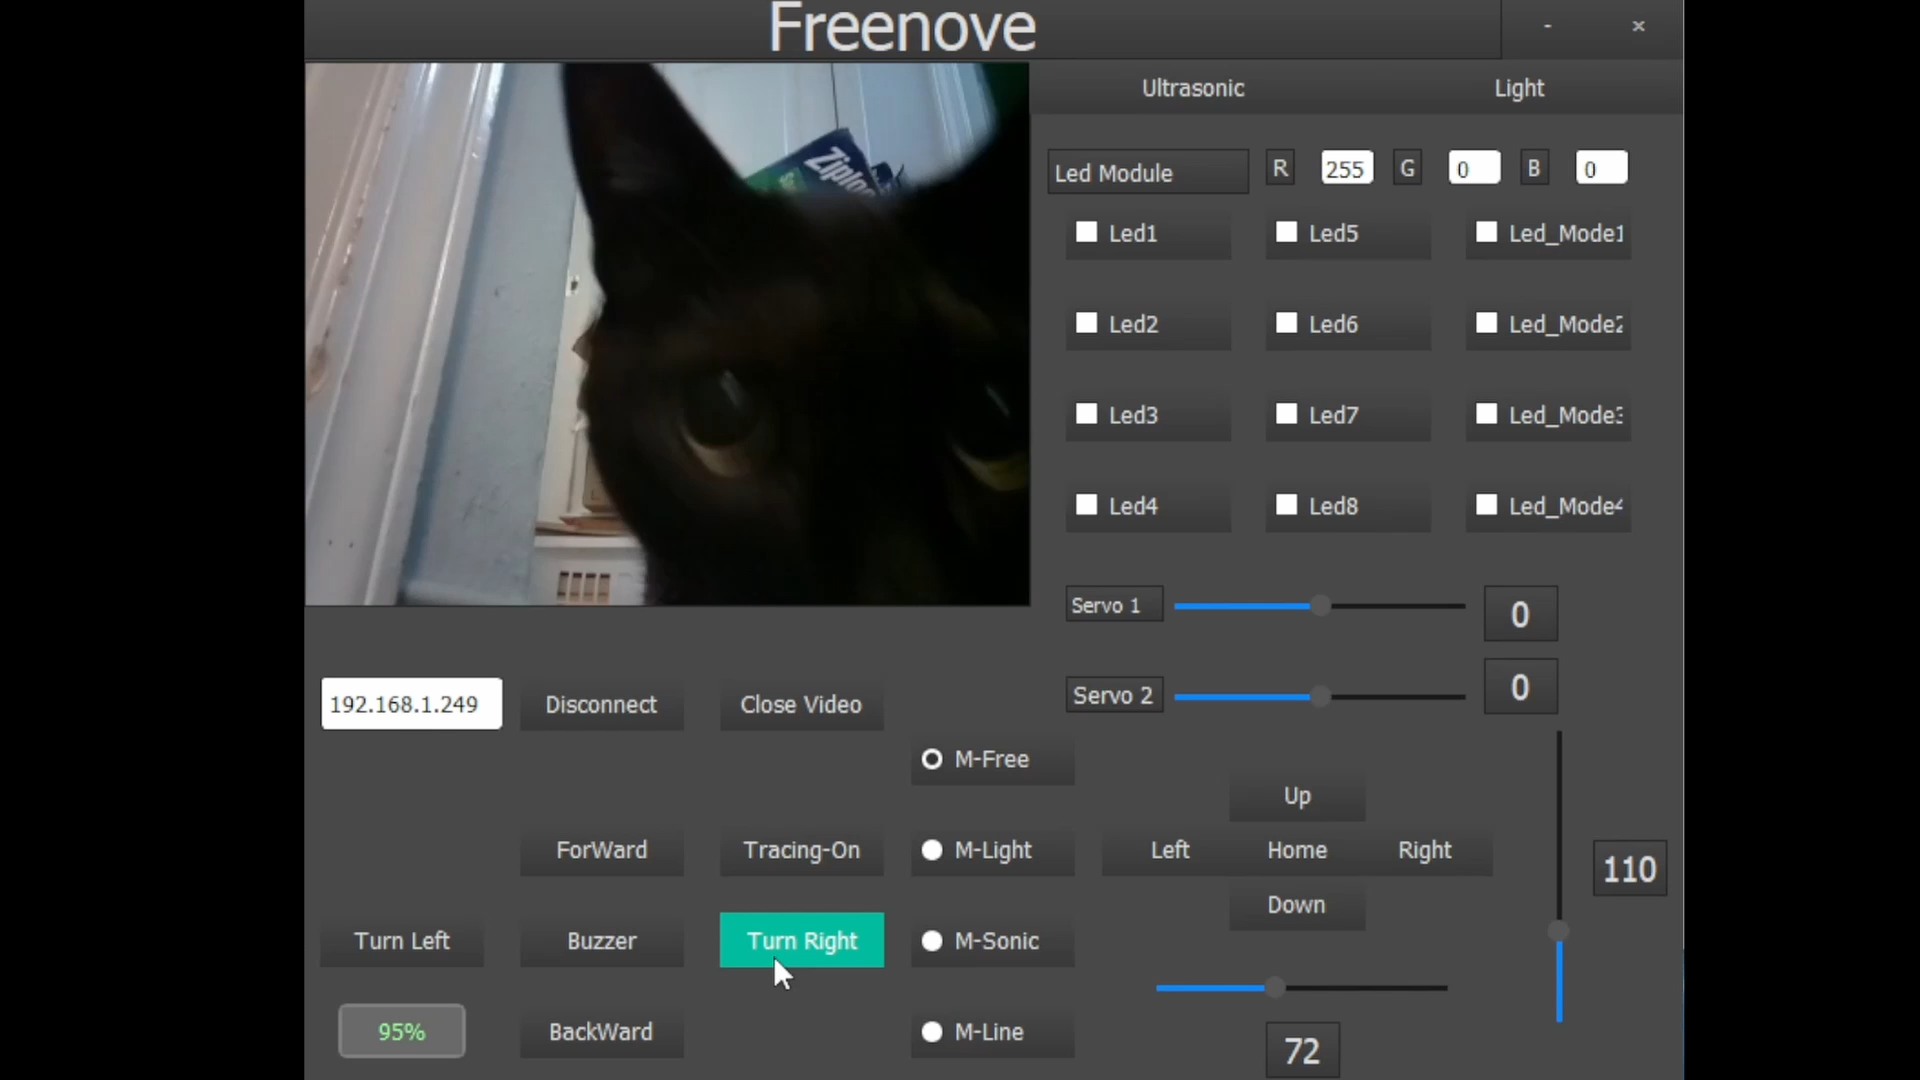 Freenove
-
×
Ultrasonic
Light
Ziploc
Led Module
R
255
G
0
B
0
Led1
Led5
Led_Mode1
Led2
Led6
Led_Mode2
Led3
Led7
Led_Mode3
Led4
Led8
Led_Mode4
Servo 1
0
Servo 2
0
192.168.1.249
Disconnect
Close Video
M-Free
Up
ForWard
Tracing-On
M-Light
Left
Home
Right
110
Down
Turn Left
Buzzer
Turn Right
M-Sonic
95%
BackWard
M-Line
72